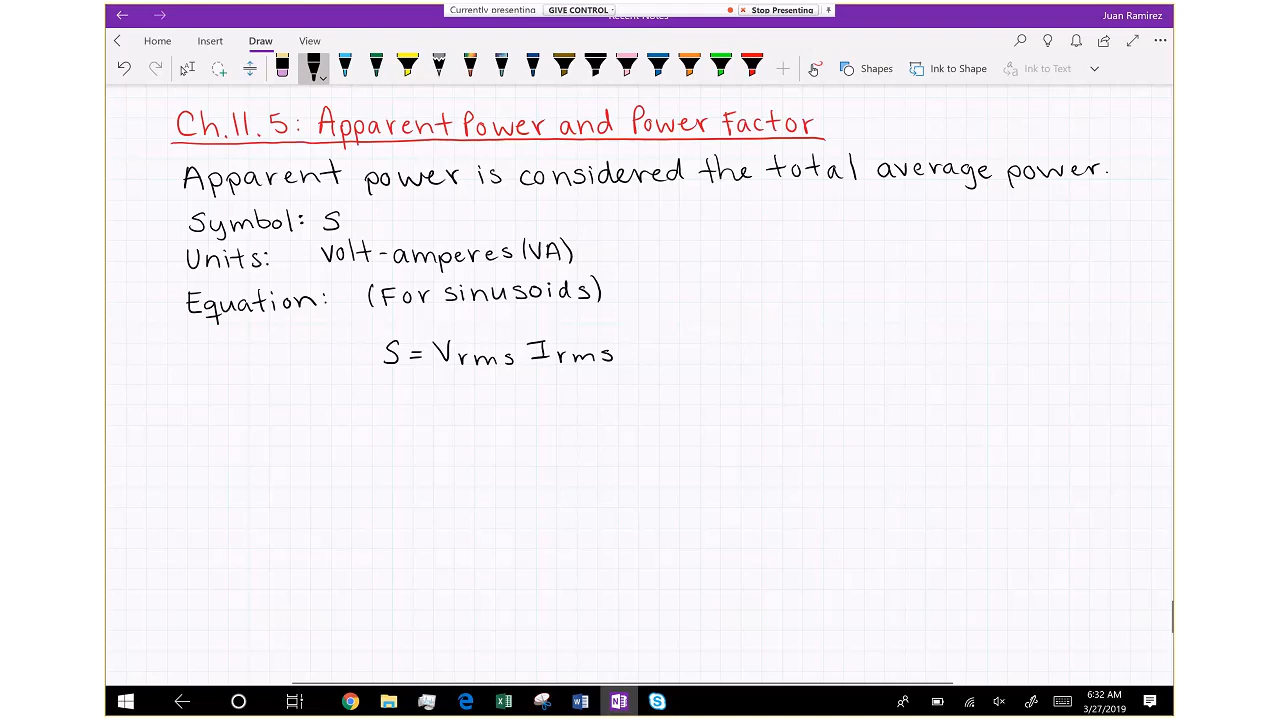 Currently presenting GIVE CONTROL Stop Presenting
Recent Notes
Juan Ramirez
Home Insert Draw View
Shapes Ink to Shape Ink to Text
Ch.11.5: Apparent Power and Power Factor
Apparent power is considered the total average power.
Symbol: S
Units: Volt-amperes (VA)
Equation: (For sinusoids)
S = Vrms Irms
6:32 AM
3/27/2019